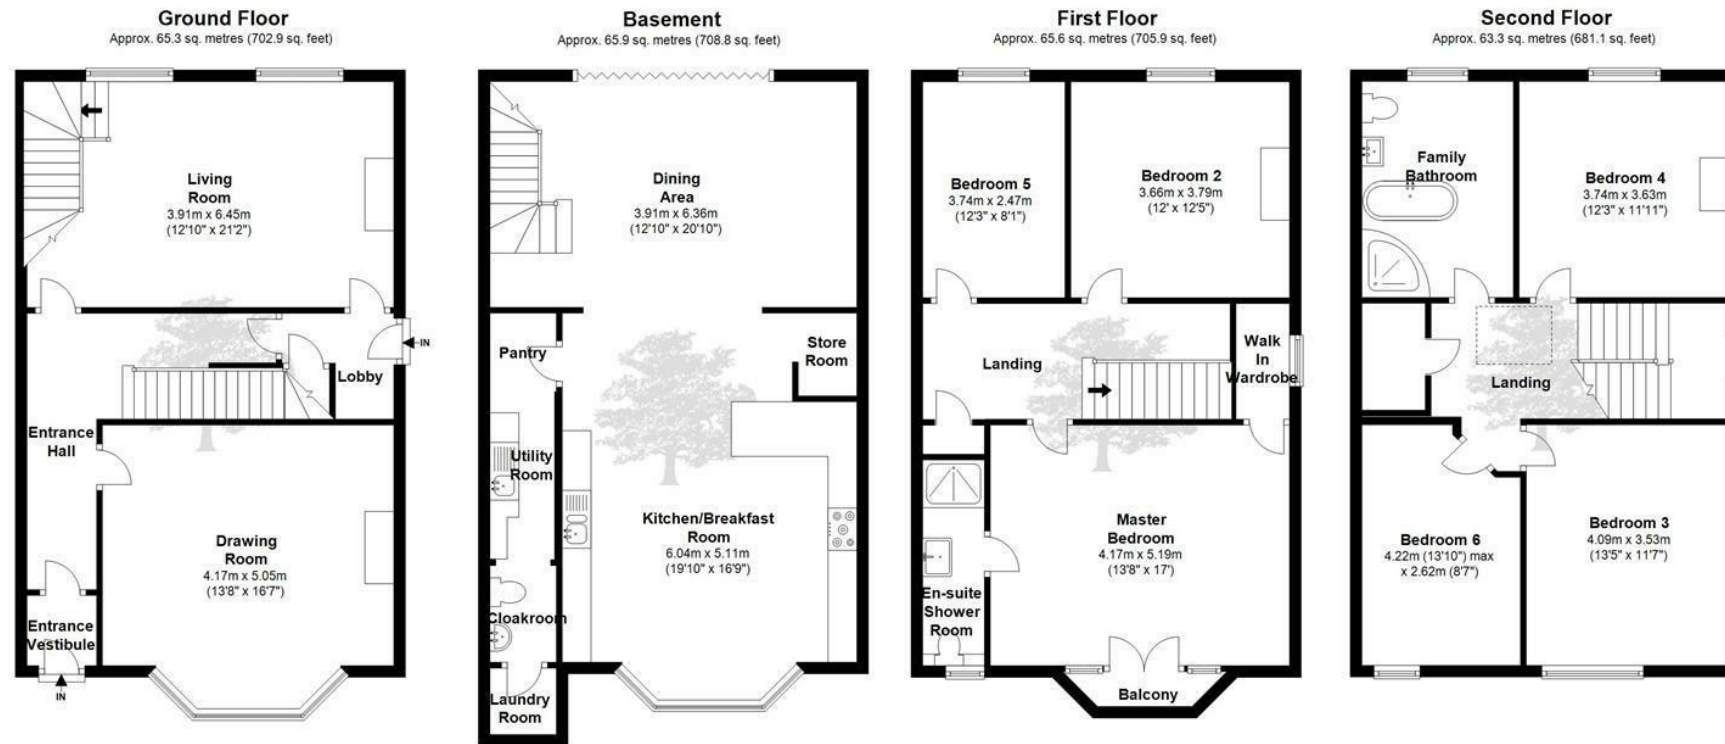 Ground Floor
Approx. 65.3 sq. metres (702.9 sq. feet)
Living
Room
3.91m x 6.45m
(12'10" x 21'2")
IN
Lobby
Entrance
Hall
Drawing
Room
4.17m x 5.05m
(13'8" x 16'7")
Entrance
Vestibule
IN
Basement
Approx. 65.9 sq. metres (708.8 sq. feet)
Dining
Area
3.91m x 6.36m
(12'10" x 20'10")
Pantry
Store
Room
Utility
Room
Kitchen/Breakfast
Room
6.04m x 5.11m
(19'10" x 16'9")
Cloakroom
Laundry
Room
First Floor
Approx. 65.6 sq. metres (705.9 sq. feet)
Bedroom 5
3.74m x 2.47m
(12'3" x 8'1")
Bedroom 2
3.66m x 3.79m
(12' x 12'5")
Landing
Walk
In
Wardrobe
Master
Bedroom
4.17m x 5.19m
(13'8" x 17')
En-suite
Shower
Room
Balcony
Second Floor
Approx. 63.3 sq. metres (681.1 sq. feet)
Family
Bathroom
Bedroom 4
3.74m x 3.63m
(12'3" x 11'11")
Landing
Bedroom 6
4.22m (13'10") max
x 2.62m (8'7")
Bedroom 3
4.09m x 3.53m
(13'5" x 11'7")